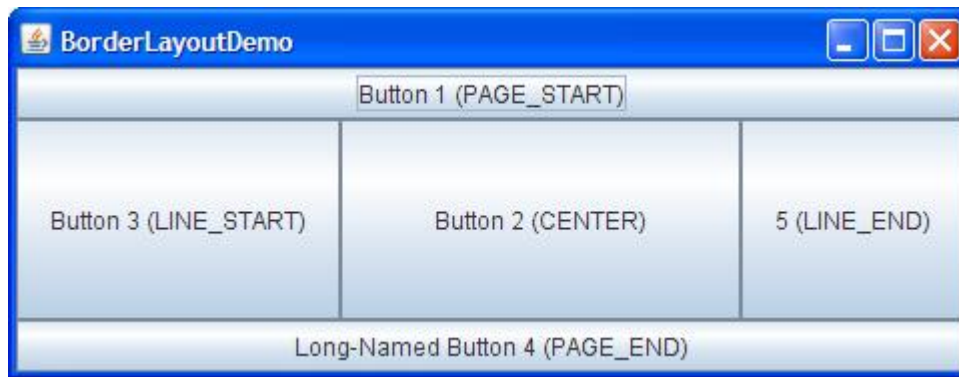 BorderLayoutDemo
Button 1 (PAGE_START)
Button 3 (LINE_START)
Button 2 (CENTER)
5 (LINE_END)
Long-Named Button 4 (PAGE_END)